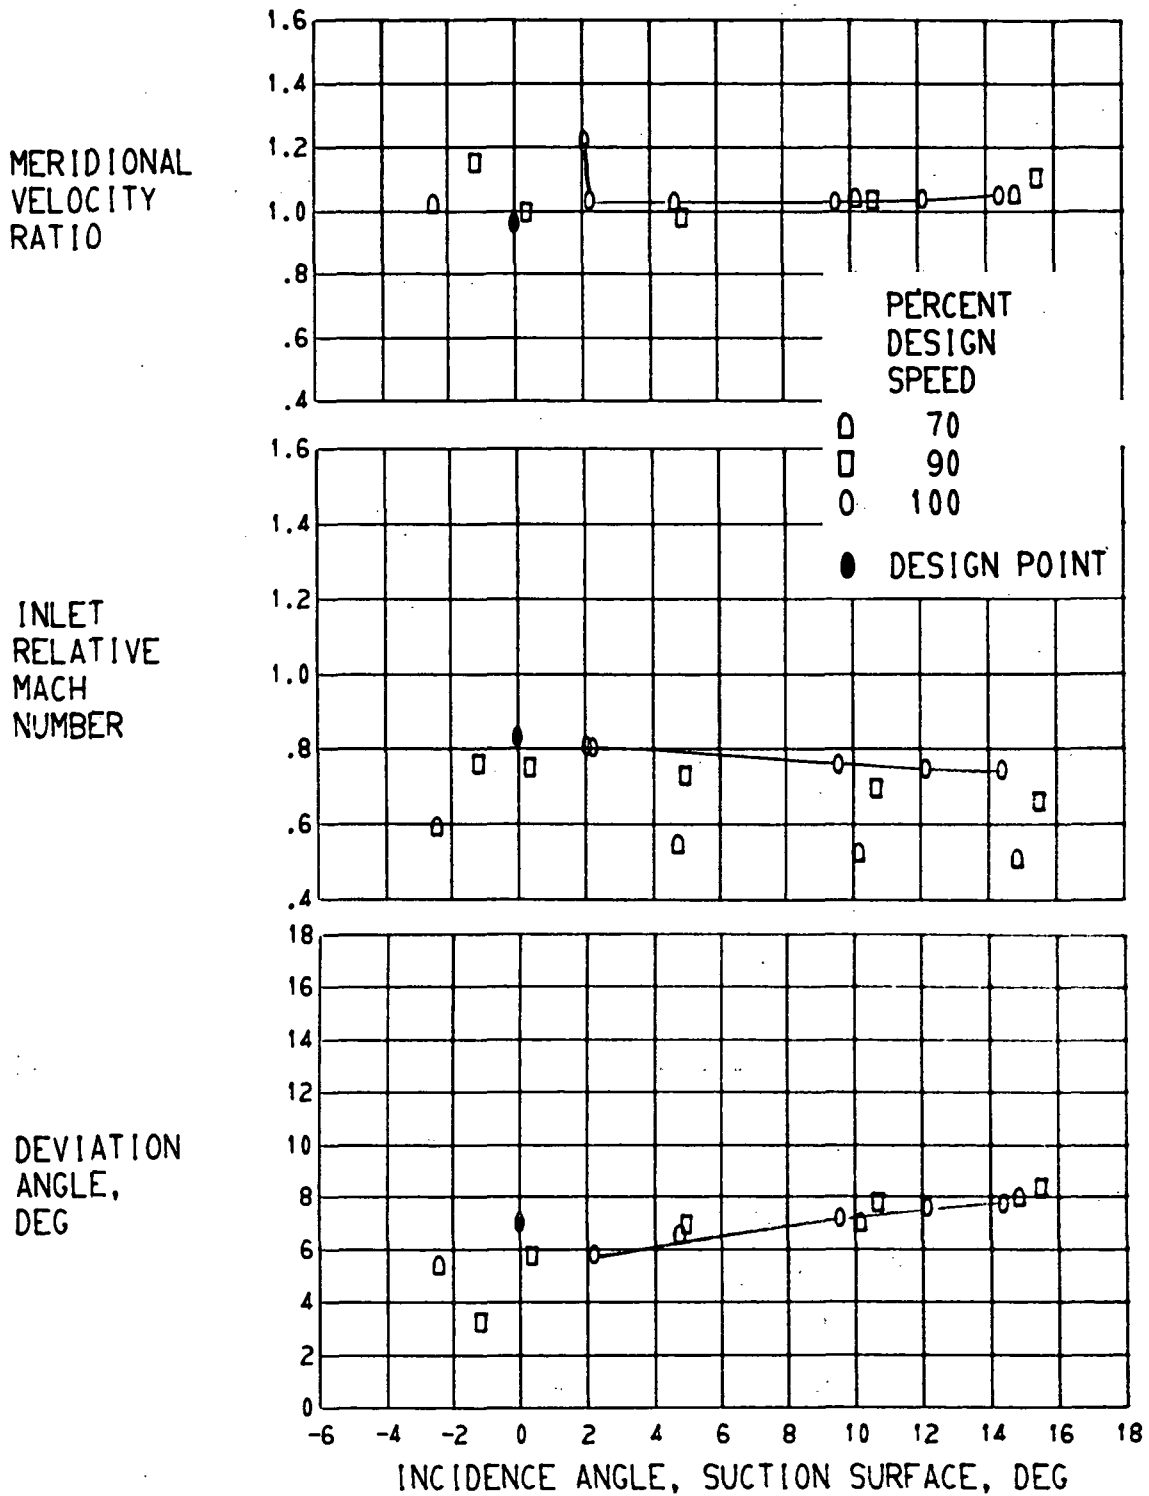 MERIDIONAL
VELOCITY
RATIO
1.6
1.4
1.2
1.0
.8
.6
.4
PERCENT
DESIGN
SPEED
70
90
100
DESIGN POINT
INLET
RELATIVE
MACH
NUMBER
1.6
1.4
1.2
1.0
.8
.6
.4
DEVIATION
ANGLE,
DEG
18
16
14
12
10
8
6
4
2
0
-6 -4 -2 0 2 4 6 8 10 12 14 16 18
INCIDENCE ANGLE, SUCTION SURFACE, DEG